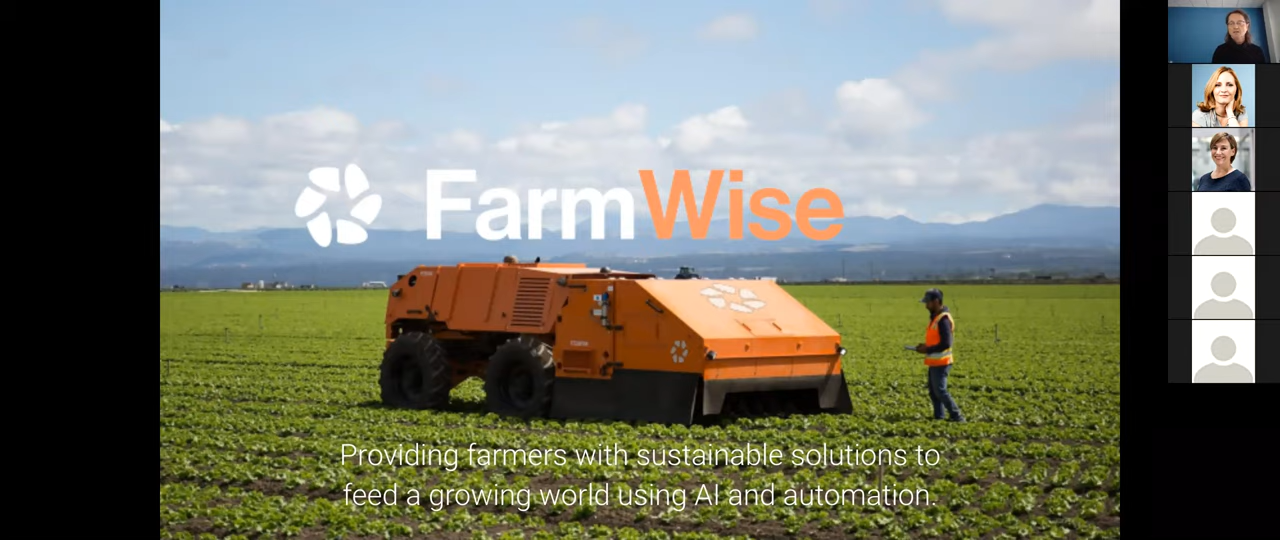 FarmWise
Providing farmers with sustainable solutions to
feed a growing world using AI and automation.